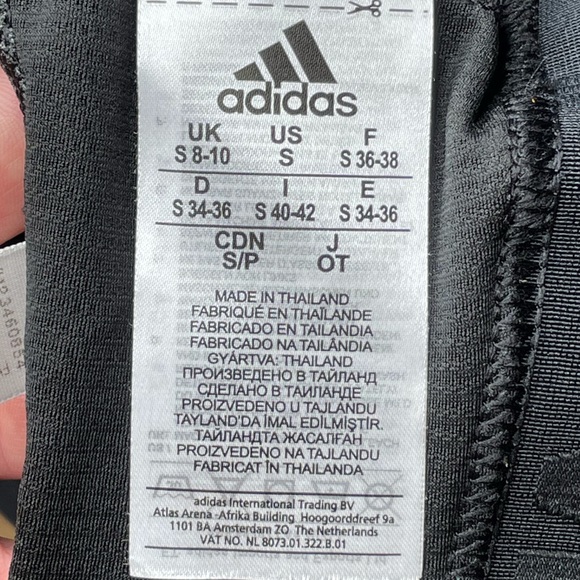 adidas
UK US F
S 8-10 S S 36-38
D I E
S 34-36 S 40-42 S 34-36
CDN J
S/P OT
MADE IN THAILAND
FABRIQUÉ EN THAÏLANDE
FABRICADO EN TAILANDIA
FABRICADO NA TAILÂNDIA
GYÁRTVA: THAILAND
ПРОИЗВЕДЕНО В ТАЙЛАНД
СДЕЛАНО В ТАИЛАНДЕ
PROIZVEDENO U TAJLANDU
TAYLAND'DA İMAL EDİLMİŞTİR.
ТАЙЛАНДТА ЖАСАЛҒАН
PROIZVEDENO NA TAJLANDU
FABRICAT ÎN THAILANDA
adidas International Trading BV
Atlas Arena -Afrika Building Hoogoorddreef 9a
1101 BA Amsterdam ZO The Netherlands
VAT NO. NL 8073.01.322.B.01